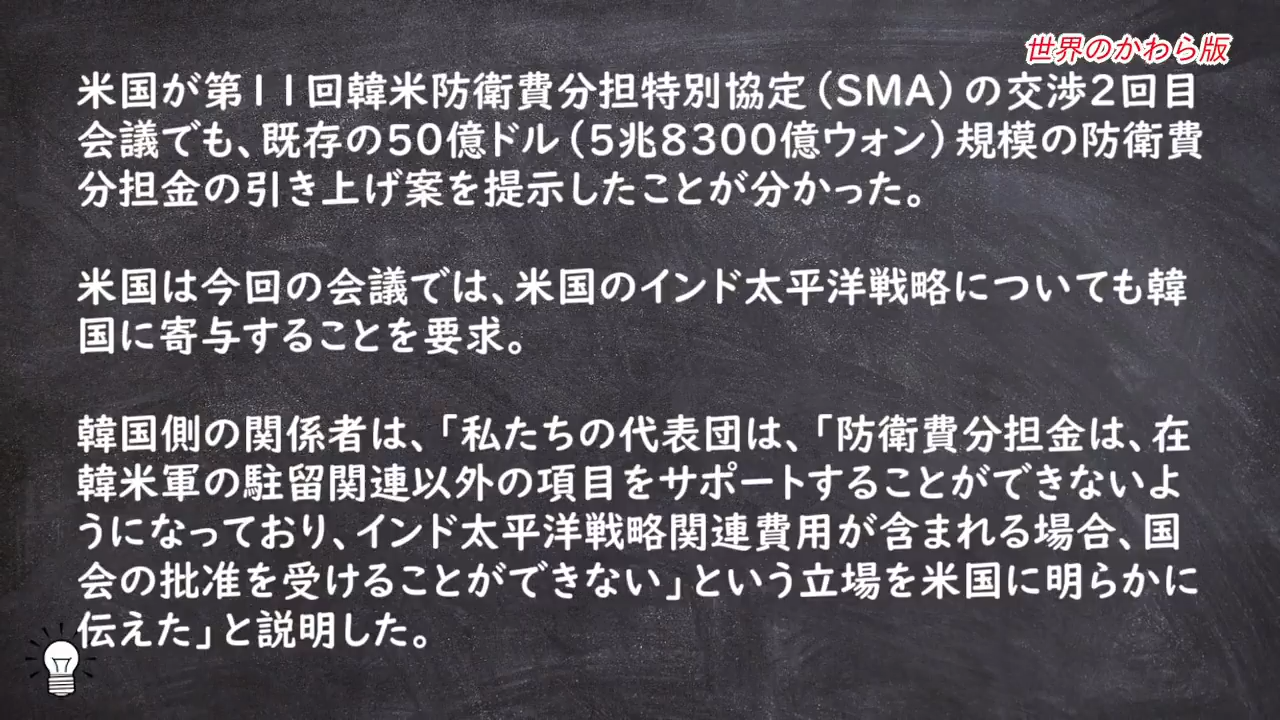 世界のかわら版
米国が第11回韓米防衛費分担特別協定(SMA)の交渉2回目
会議でも、既存の50億ドル(5兆8300億ウォン)規模の防衛費
分担金の引き上げ案を提示したことが分かった。
米国は今回の会議では、米国のインド太平洋戦略についても韓
国に寄与することを要求。
韓国側の関係者は、「私たちの代表団は、「防衛費分担金は、在
韓米軍の駐留関連以外の項目をサポートすることができないよ
うになっており、インド太平洋戦略関連費用が含まれる場合、国
会の批准を受けることができない」という立場を米国に明らかに
伝えた」と説明した。